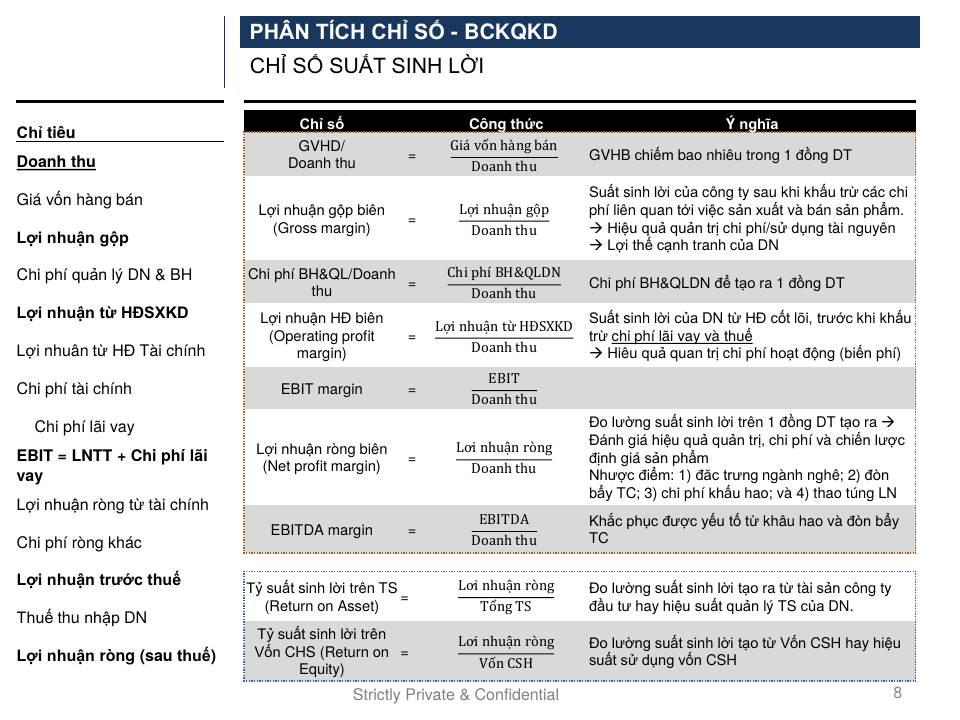 PHÂN TÍCH CHỈ SỐ - BCKQKD
CHỈ SỐ SUẤT SINH LỜI
Chỉ tiêu
Doanh thu
Giá vốn hàng bán
Lợi nhuận gộp
Chi phí quản lý DN & BH
Lợi nhuận từ HĐSXKD
Lợi nhuân từ HĐ Tài chính
Chi phí tài chính
Chi phí lãi vay
EBIT = LNTT + Chi phí lãi
vay
Lợi nhuận ròng từ tài chính
Chi phí ròng khác
Lợi nhuận trước thuế
Thuế thu nhập DN
Lợi nhuận ròng (sau thuế)
Chỉ số Công thức Ý nghĩa
GVHD/
Doanh thu
=
Giá vốn hàng bán
Doanh thu
GVHB chiếm bao nhiêu trong 1 đồng DT
Lợi nhuận gộp biên
(Gross margin)
=
Lợi nhuận gộp
Doanh thu
Suất sinh lời của công ty sau khi khấu trừ các chi
phí liên quan tới việc sản xuất và bán sản phẩm.
→ Hiệu quả quản trị chi phí/sử dụng tài nguyên
→ Lợi thế cạnh tranh của DN
Chi phí BH&QL/Doanh
thu
=
Chi phí BH&QLDN
Doanh thu
Chi phí BH&QLDN để tạo ra 1 đồng DT
Lợi nhuận HĐ biên
(Operating profit
margin)
=
Lợi nhuận từ HĐSXKD
Doanh thu
Suất sinh lời của DN từ HĐ cốt lõi, trước khi khấu
trừ chi phí lãi vay và thuế
→ Hiêu quả quan trị chi phí hoạt động (biến phí)
EBIT margin
=
EBIT
Doanh thu
Lợi nhuận ròng biên
(Net profit margin)
=
Lơi nhuận ròng
Doanh thu
Đo lường suất sinh lời trên 1 đồng DT tạo ra →
Đánh giá hiệu quả quản trị, chi phí và chiến lược
định giá sản phẩm
Nhược điểm: 1) đăc trưng ngành nghê; 2) đòn
bẩy TC; 3) chi phí khấu hao; và 4) thao túng LN
EBITDA margin
=
EBITDA
Doanh thu
Khắc phục được yếu tố từ khâu hao và đòn bẩy
TC
Tỷ suất sinh lời trên TS
(Return on Asset)
=
Lơi nhuận ròng
Tổng TS
Đo lường suất sinh lời tạo ra từ tài sản công ty
đầu tư hay hiệu suất quản lý TS của DN.
Tỷ suất sinh lời trên
Vốn CHS (Return on
Equity)
=
Lơi nhuận ròng
Vốn CSH
Đo lường suất sinh lời tạo từ Vốn CSH hay hiệu
suất sử dụng vốn CSH
Strictly Private & Confidential
8